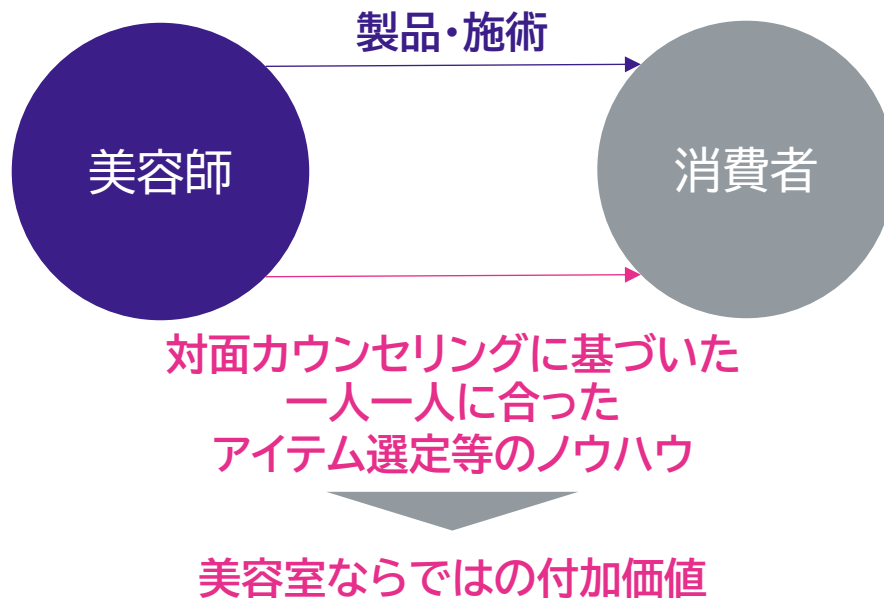 製品・施術
美容師
消費者
対面カウンセリングに基づいた
一人一人に合った
アイテム選定等のノウハウ
美容室ならではの付加価値